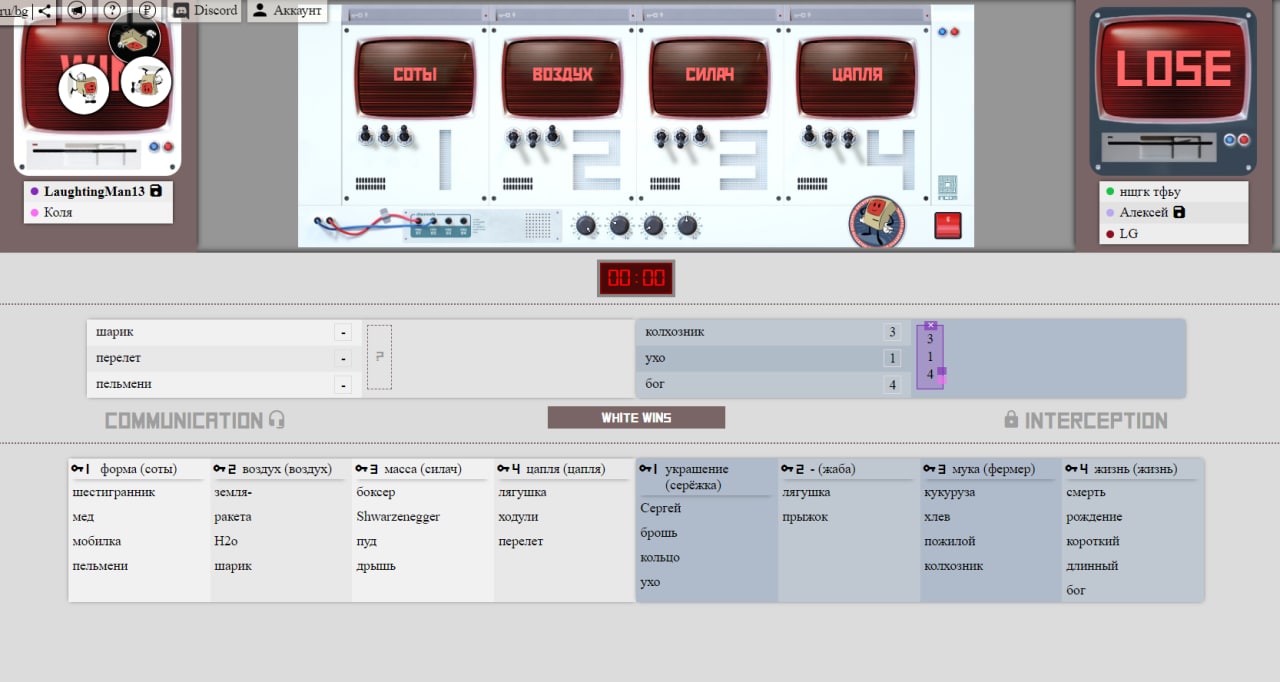 ru/bg
Discord
Аккаунт
СОТЫ
ВОЗДУХ
СИЛАЧ
ЦАПЛЯ
LOSE
1
2
3
4
LaughtingMan13
Коля
ншгк тфьу
Алексей
LG
00:00
шарик -
перелет -
пельмени -
?
колхозник 3
ухо 1
бог 4
3
1
4
COMMUNICATION
WHITE WINS
INTERCEPTION
1 форма (соты)
шестигранник
мед
мобилка
пельмени
2 воздух (воздух)
земля-
ракета
H2o
шарик
3 масса (силач)
боксер
Shwarzenegger
пуд
дрыщь
4 цапля (цапля)
лягушка
ходули
перелет
1 украшение
(серёжка)
Сергей
брошь
кольцо
ухо
2 - (жаба)
лягушка
прыжок
3 мука (фермер)
кукуруза
хлев
пожилой
колхозник
4 жизнь (жизнь)
смерть
рождение
короткий
длинный
бог